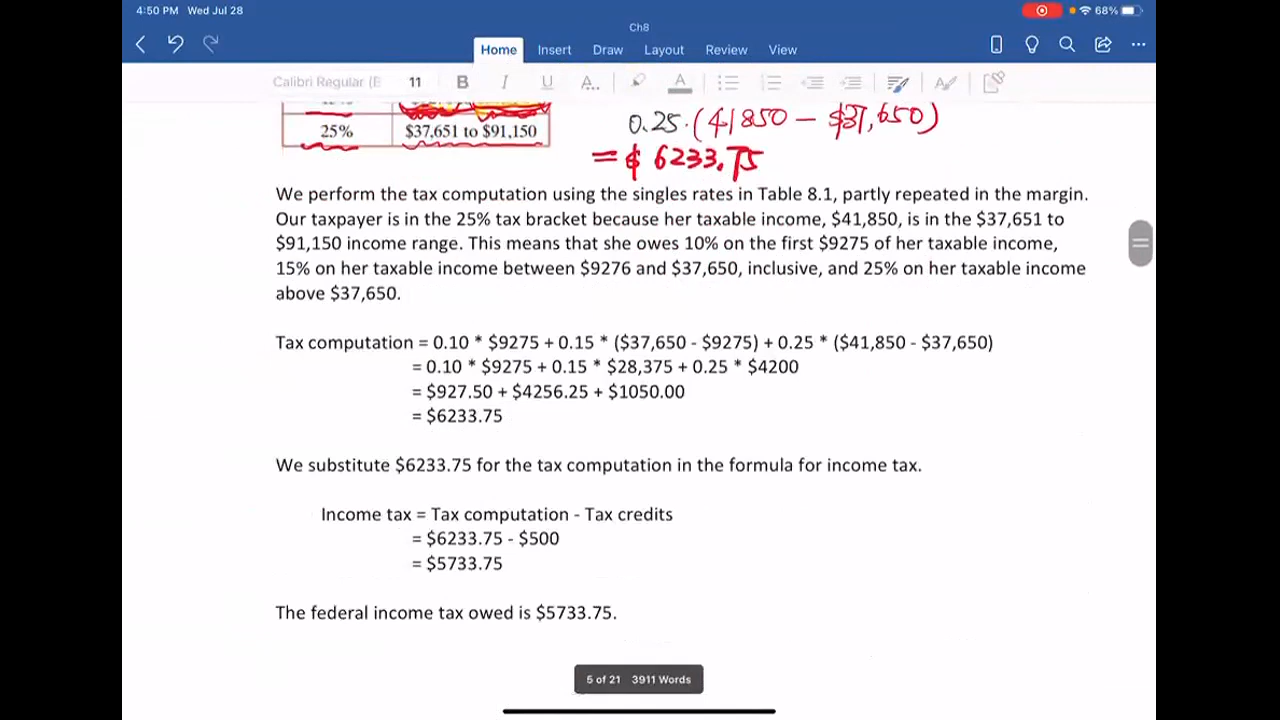 4:50 PM Wed Jul 28
68%
Ch8
Home Insert Draw Layout Review View
Calibri Regular (E 11 B I U A... A
25% $37,651 to $91,150
0.25·(41850 - $37,650)
= $6233.75
We perform the tax computation using the singles rates in Table 8.1, partly repeated in the margin.
Our taxpayer is in the 25% tax bracket because her taxable income, $41,850, is in the $37,651 to
$91,150 income range. This means that she owes 10% on the first $9275 of her taxable income,
15% on her taxable income between $9276 and $37,650, inclusive, and 25% on her taxable income
above $37,650.
Tax computation = 0.10 * $9275 + 0.15 * ($37,650 - $9275) + 0.25 * ($41,850 - $37,650)
= 0.10 * $9275 + 0.15 * $28,375 + 0.25 * $4200
= $927.50 + $4256.25 + $1050.00
= $6233.75
We substitute $6233.75 for the tax computation in the formula for income tax.
Income tax = Tax computation - Tax credits
= $6233.75 - $500
= $5733.75
The federal income tax owed is $5733.75.
5 of 21 3911 Words